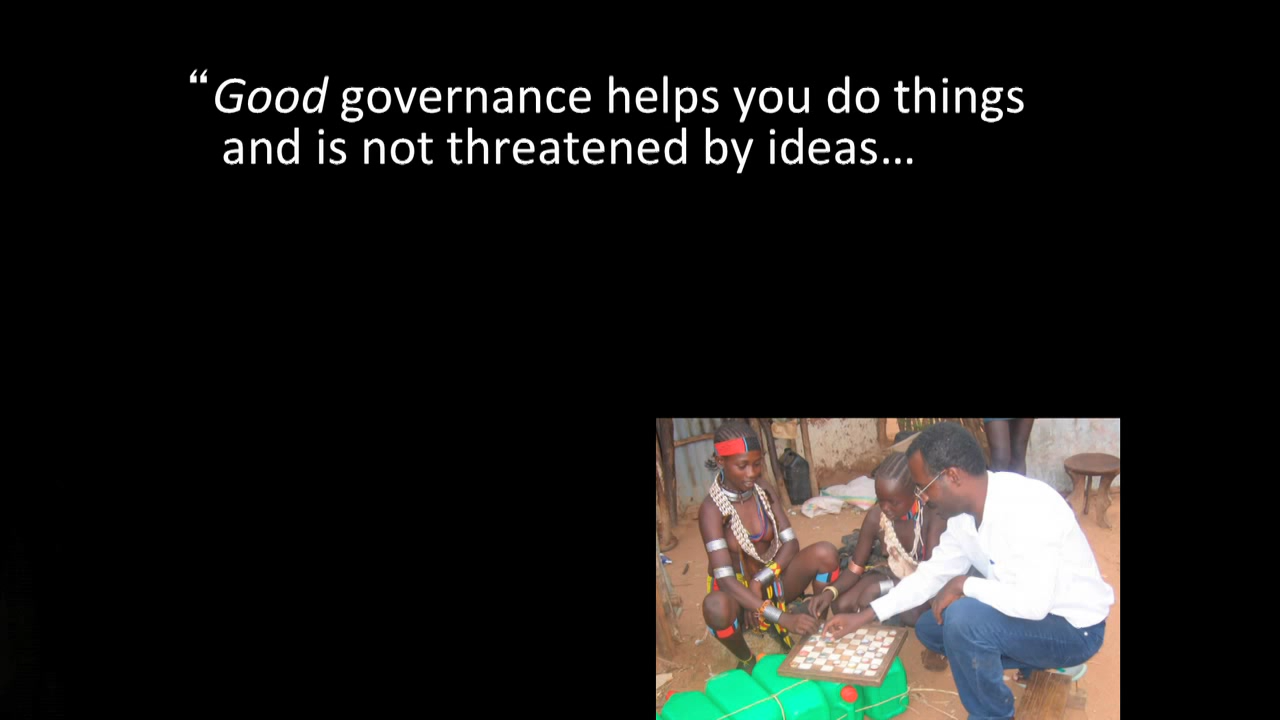 “Good governance helps you do things
and is not threatened by ideas…